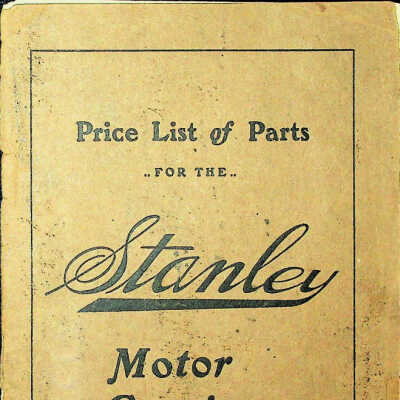 Price List of Parts
..FOR THE..
Stanley
Motor